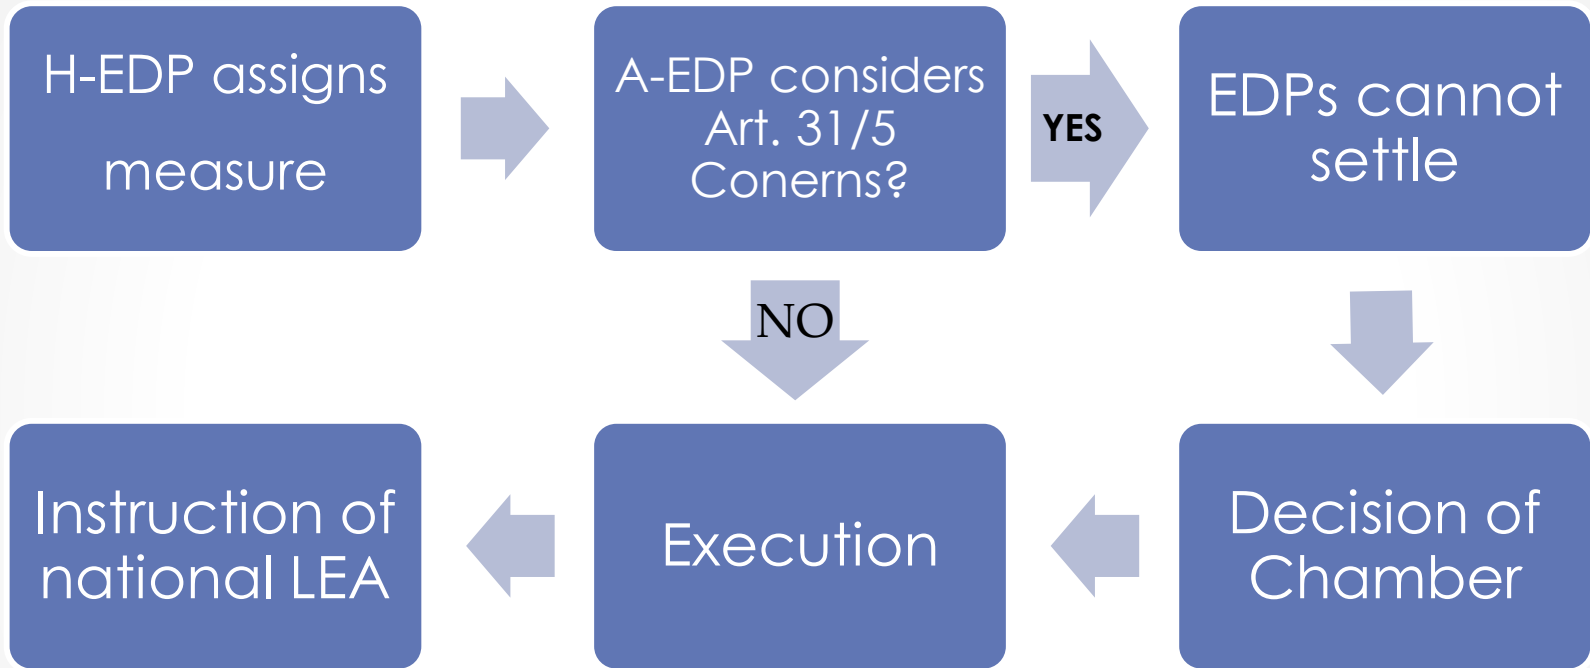 H-EDP assigns
measure
A-EDP considers
Art. 31/5
Conerns?
YES
EDPs cannot
settle
NO
Instruction of
national LEA
Execution
Decision of
Chamber